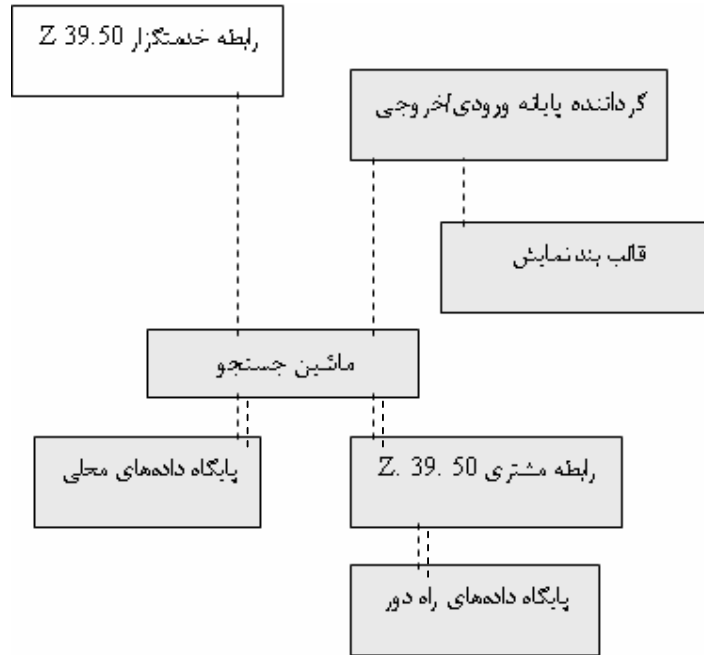 رابطه خدمتگزار Z 39.50
گرداننده پایانه ورودی/خروجی
قالب بند نمایش
ماشین جستجو
پایگاه داده‌های محلی
رابطه مشتری Z. 39. 50
پایگاه داده‌های راه دور